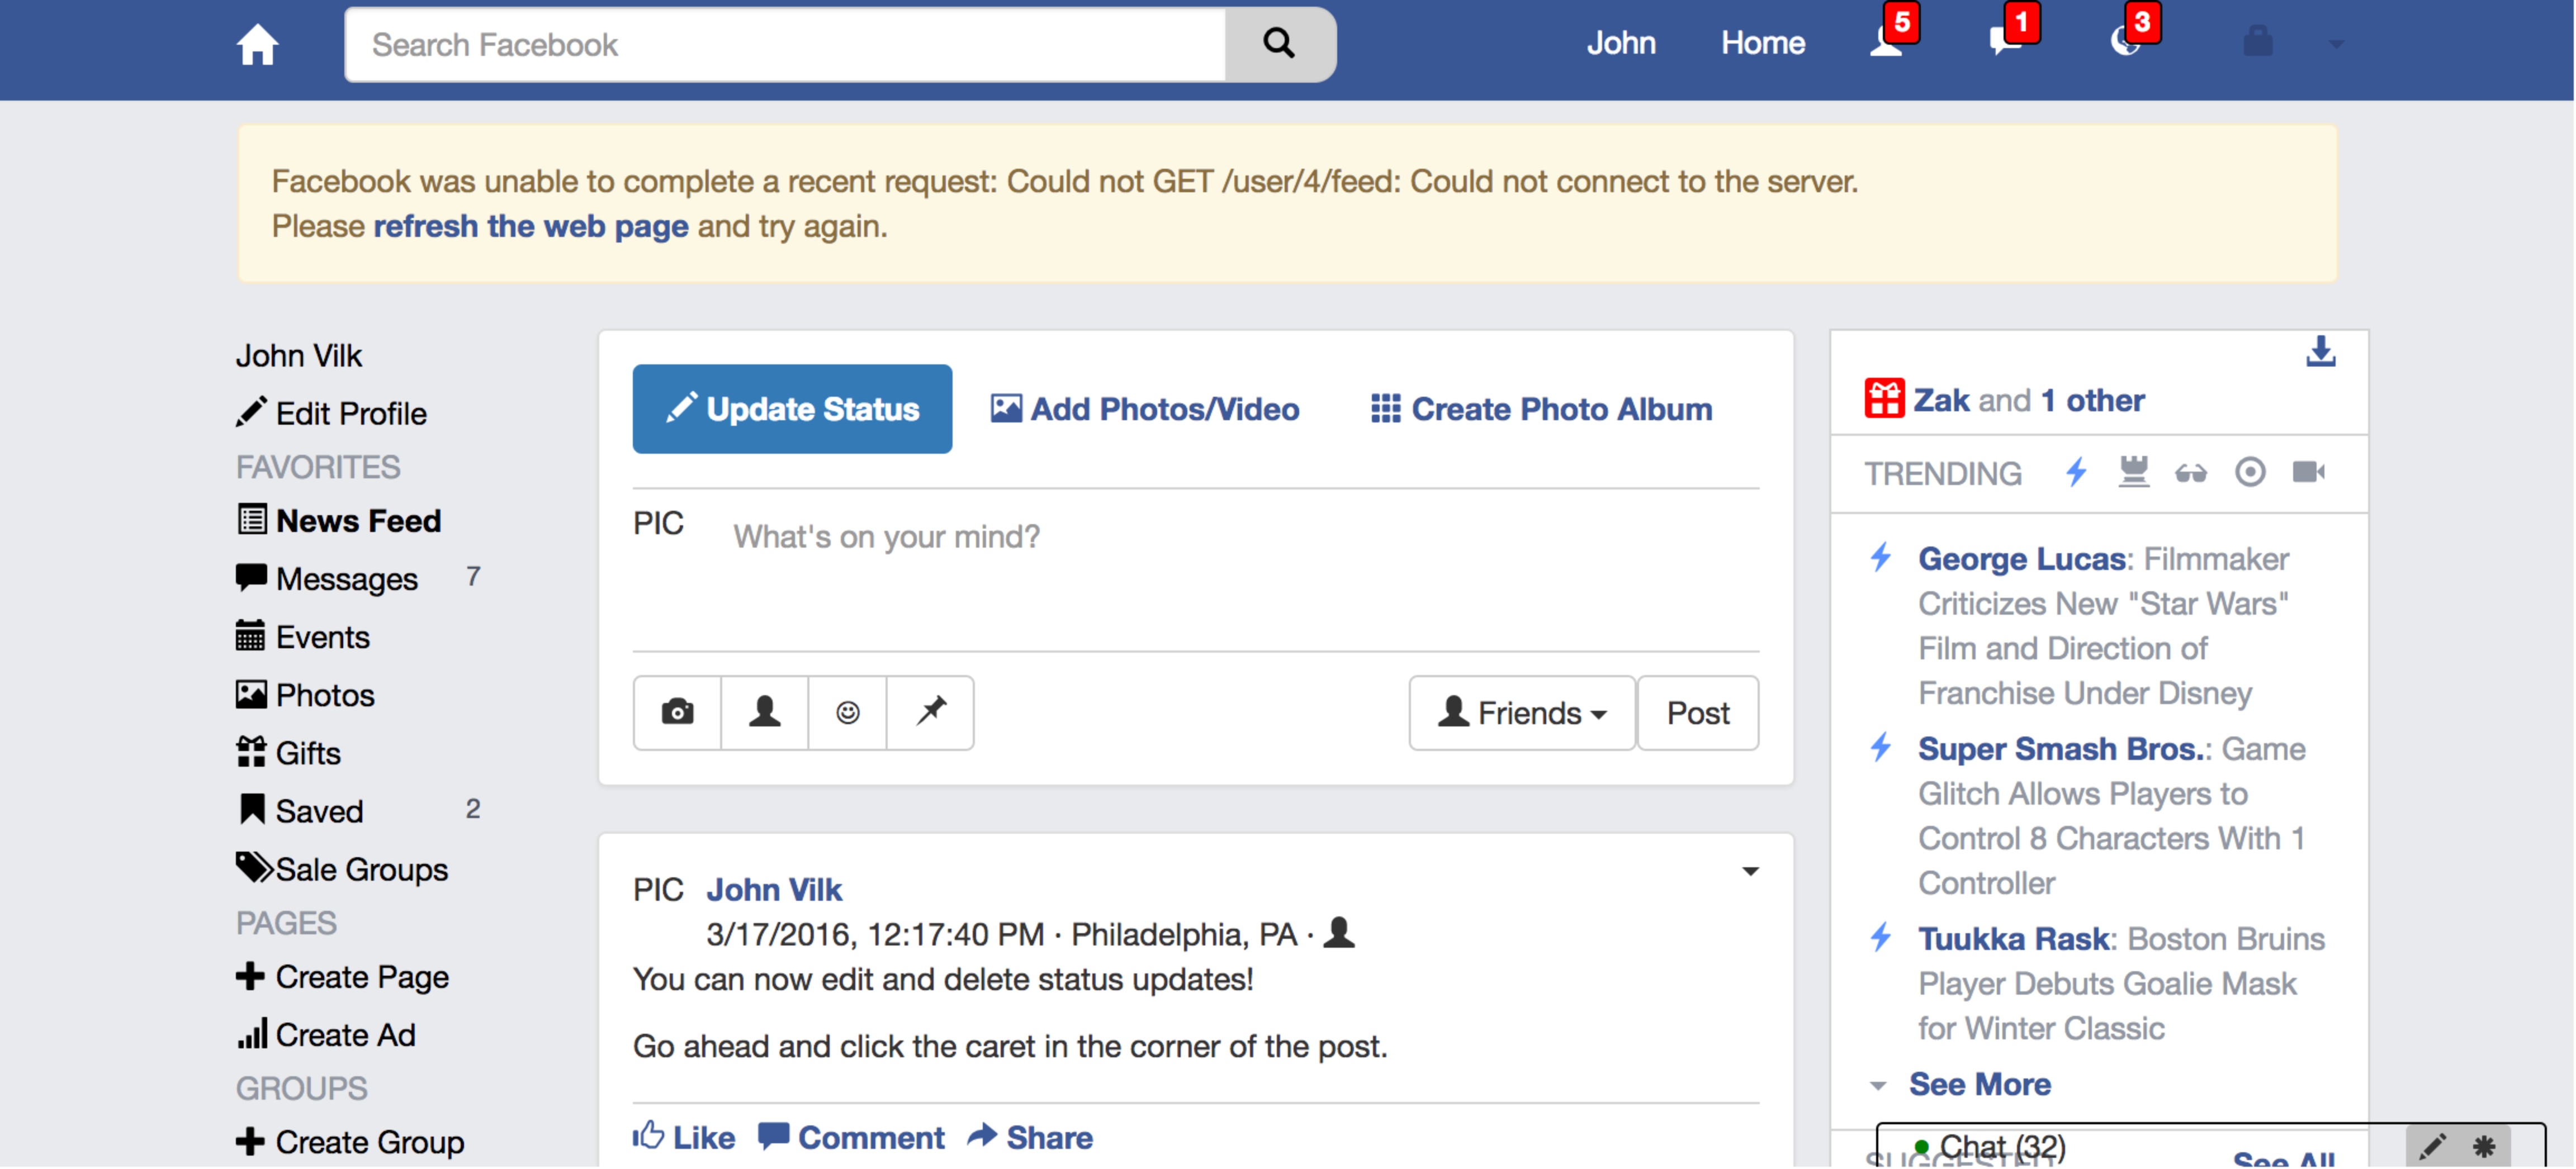 Search Facebook
John
Home
5
1
3
Facebook was unable to complete a recent request: Could not GET /user/4/feed: Could not connect to the server.
Please refresh the web page and try again.
John Vilk
Edit Profile
FAVORITES
News Feed
Messages 7
Events
Photos
Gifts
Saved 2
Sale Groups
PAGES
Create Page
Create Ad
GROUPS
Create Group
Update Status
Add Photos/Video
Create Photo Album
PIC
What's on your mind?
Friends
Post
PIC John Vilk
3/17/2016, 12:17:40 PM · Philadelphia, PA ·
You can now edit and delete status updates!
Go ahead and click the caret in the corner of the post.
Like Comment Share
Zak and 1 other
TRENDING
George Lucas: Filmmaker
Criticizes New "Star Wars"
Film and Direction of
Franchise Under Disney
Super Smash Bros.: Game
Glitch Allows Players to
Control 8 Characters With 1
Controller
Tuukka Rask: Boston Bruins
Player Debuts Goalie Mask
for Winter Classic
See More
Chat (32)
SUGGESTED
See All